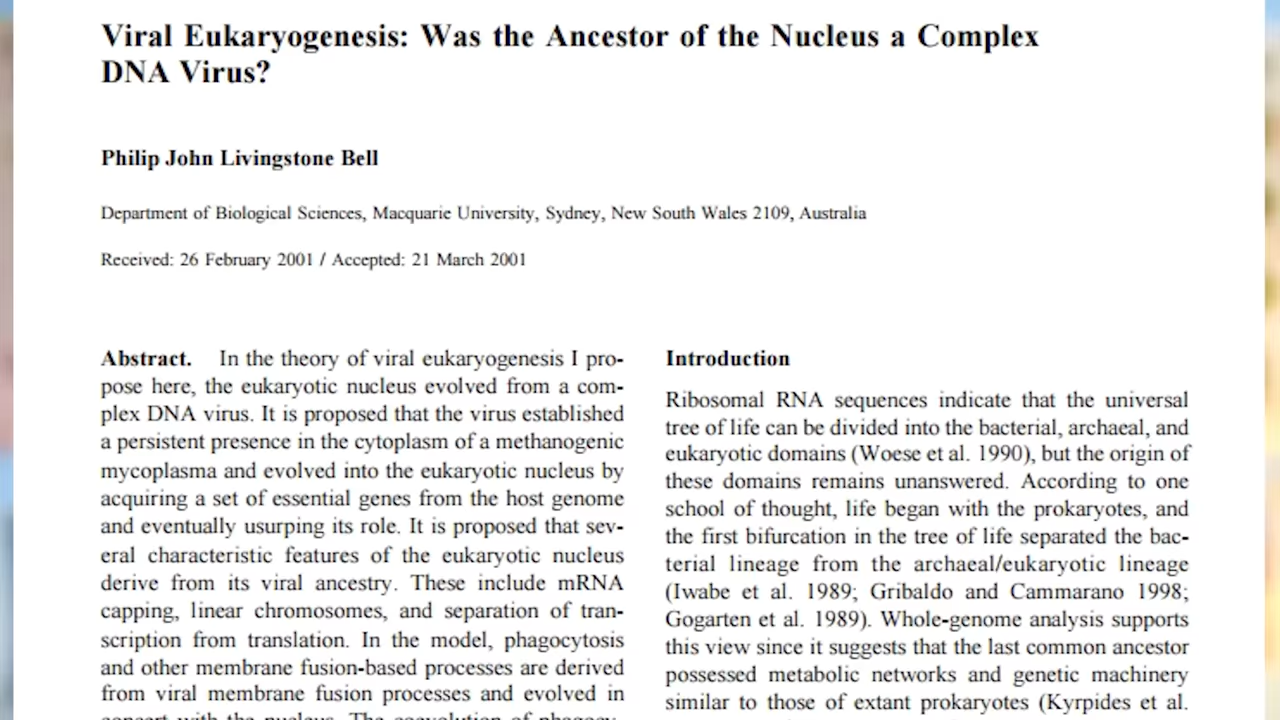 Viral Eukaryogenesis: Was the Ancestor of the Nucleus a Complex
DNA Virus?
Philip John Livingstone Bell
Department of Biological Sciences, Macquarie University, Sydney, New South Wales 2109, Australia
Received: 26 February 2001 / Accepted: 21 March 2001
Abstract. In the theory of viral eukaryogenesis I pro-
pose here, the eukaryotic nucleus evolved from a com-
plex DNA virus. It is proposed that the virus established
a persistent presence in the cytoplasm of a methanogenic
mycoplasma and evolved into the eukaryotic nucleus by
acquiring a set of essential genes from the host genome
and eventually usurping its role. It is proposed that sev-
eral characteristic features of the eukaryotic nucleus
derive from its viral ancestry. These include mRNA
capping, linear chromosomes, and separation of tran-
scription from translation. In the model, phagocytosis
and other membrane fusion-based processes are derived
from viral membrane fusion processes and evolved in
concert with the nucleus. The coevolution of phagocy-
Introduction
Ribosomal RNA sequences indicate that the universal
tree of life can be divided into the bacterial, archaeal, and
eukaryotic domains (Woese et al. 1990), but the origin of
these domains remains unanswered. According to one
school of thought, life began with the prokaryotes, and
the first bifurcation in the tree of life separated the bac-
terial lineage from the archaeal/eukaryotic lineage
(Iwabe et al. 1989; Gribaldo and Cammarano 1998;
Gogarten et al. 1989). Whole-genome analysis supports
this view since it suggests that the last common ancestor
possessed metabolic networks and genetic machinery
similar to those of extant prokaryotes (Kyrpides et al.